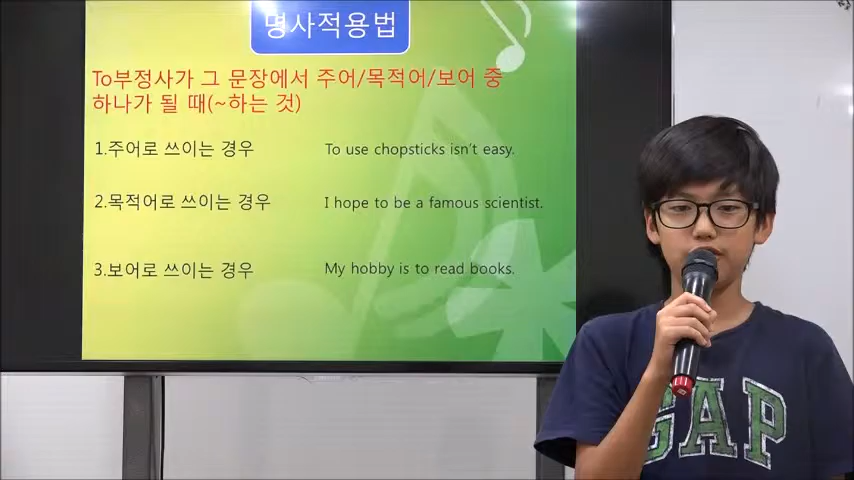 명사적용법
To부정사가 그 문장에서 주어/목적어/보어 중
하나가 될 때(~하는 것)
1.주어로 쓰이는 경우 To use chopsticks isn't easy.
2.목적어로 쓰이는 경우 I hope to be a famous scientist.
3.보어로 쓰이는 경우 My hobby is to read books.
GAP